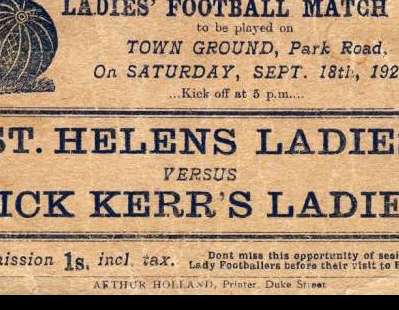 LADIES' FOOTBALL MATCH
to be played on
TOWN GROUND, Park Road,
On SATURDAY, SEPT. 18th, 192
...Kick off at 5 p.m....
ST. HELENS LADIES
VERSUS
ICK KERR'S LADIE
ission 1s. incl. tax.
Dont miss this opportunity of seei
Lady Footballers before their visit to F
ARTHUR HOLLAND, Printer, Duke Street